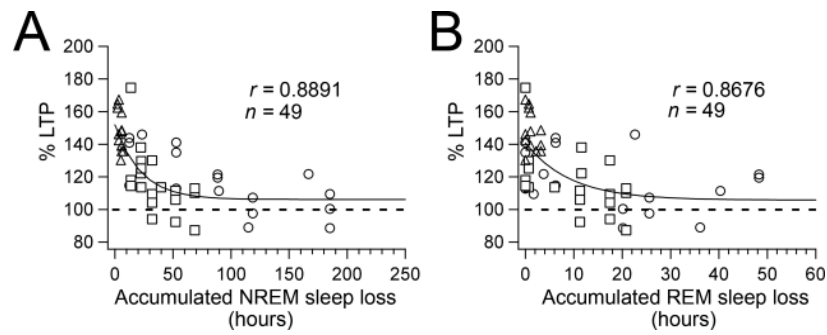 A
200
180
160
140
120
100
80
% LTP
r = 0.8891
n = 49
0
50
100
150
200
250
Accumulated NREM sleep loss
(hours)
B
200
180
160
140
120
100
80
% LTP
r = 0.8676
n = 49
0
10
20
30
40
50
60
Accumulated REM sleep loss
(hours)